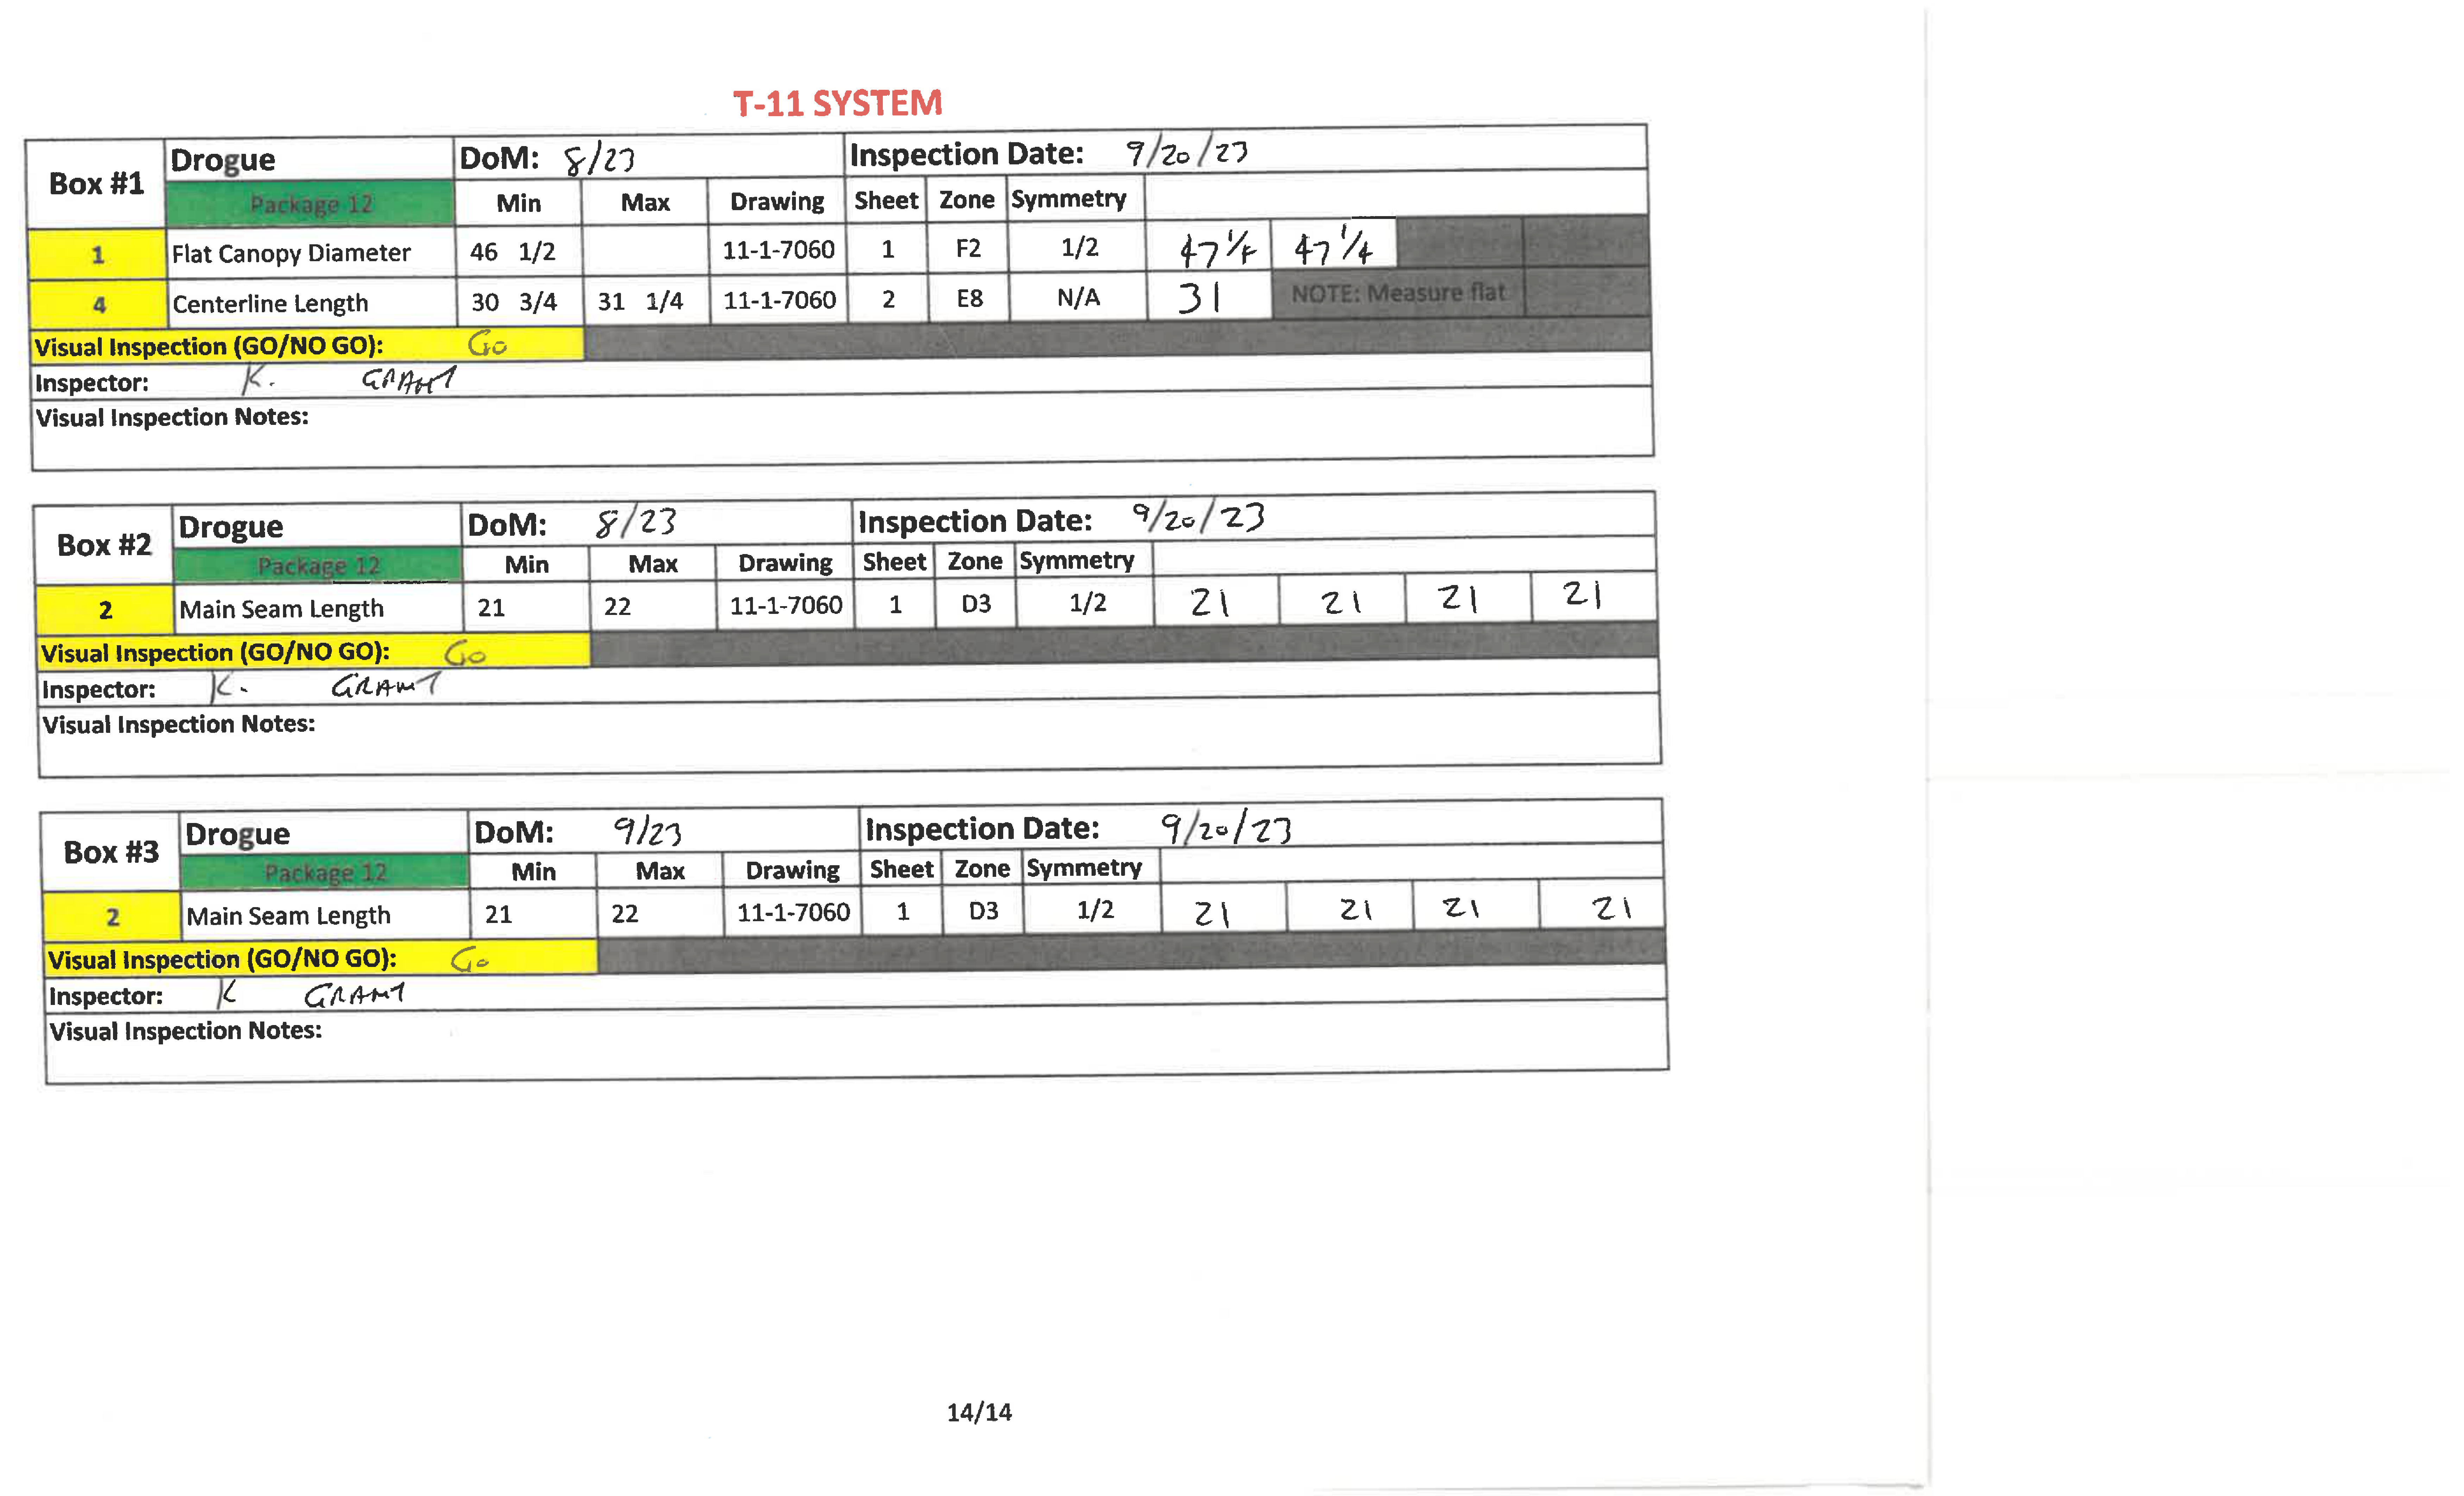 T-11 SYSTEM
Box #1 Drogue DoM: 8/23 Inspection Date: 9/20/23
Package 12 Min Max Drawing Sheet Zone Symmetry
1 Flat Canopy Diameter 46 1/2 11-1-7060 1 F2 1/2 47 1/4 47 1/4
4 Centerline Length 30 3/4 31 1/4 11-1-7060 2 E8 N/A 31 NOTE: Measure flat
Visual Inspection (GO/NO GO): Go
Inspector: K. GRANT
Visual Inspection Notes:
Box #2 Drogue DoM: 8/23 Inspection Date: 9/20/23
Package 12 Min Max Drawing Sheet Zone Symmetry
2 Main Seam Length 21 22 11-1-7060 1 D3 1/2 21 21 21 21
Visual Inspection (GO/NO GO): Go
Inspector: K. GRANT
Visual Inspection Notes:
Box #3 Drogue DoM: 9/23 Inspection Date: 9/20/23
Package 12 Min Max Drawing Sheet Zone Symmetry
2 Main Seam Length 21 22 11-1-7060 1 D3 1/2 21 21 21 21
Visual Inspection (GO/NO GO): Go
Inspector: K GRANT
Visual Inspection Notes:
14/14